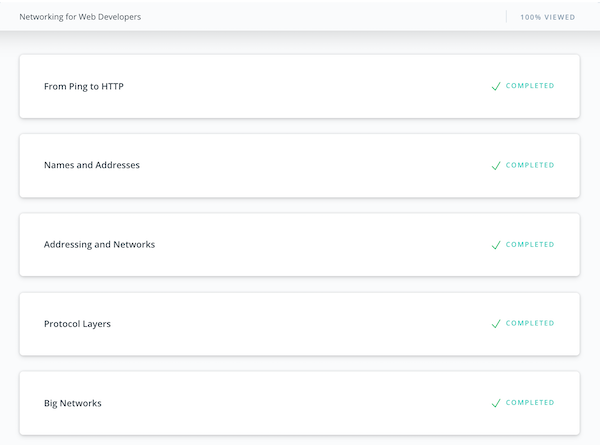 Networking for Web Developers 100% VIEWED
From Ping to HTTP COMPLETED
Names and Addresses COMPLETED
Addressing and Networks COMPLETED
Protocol Layers COMPLETED
Big Networks COMPLETED